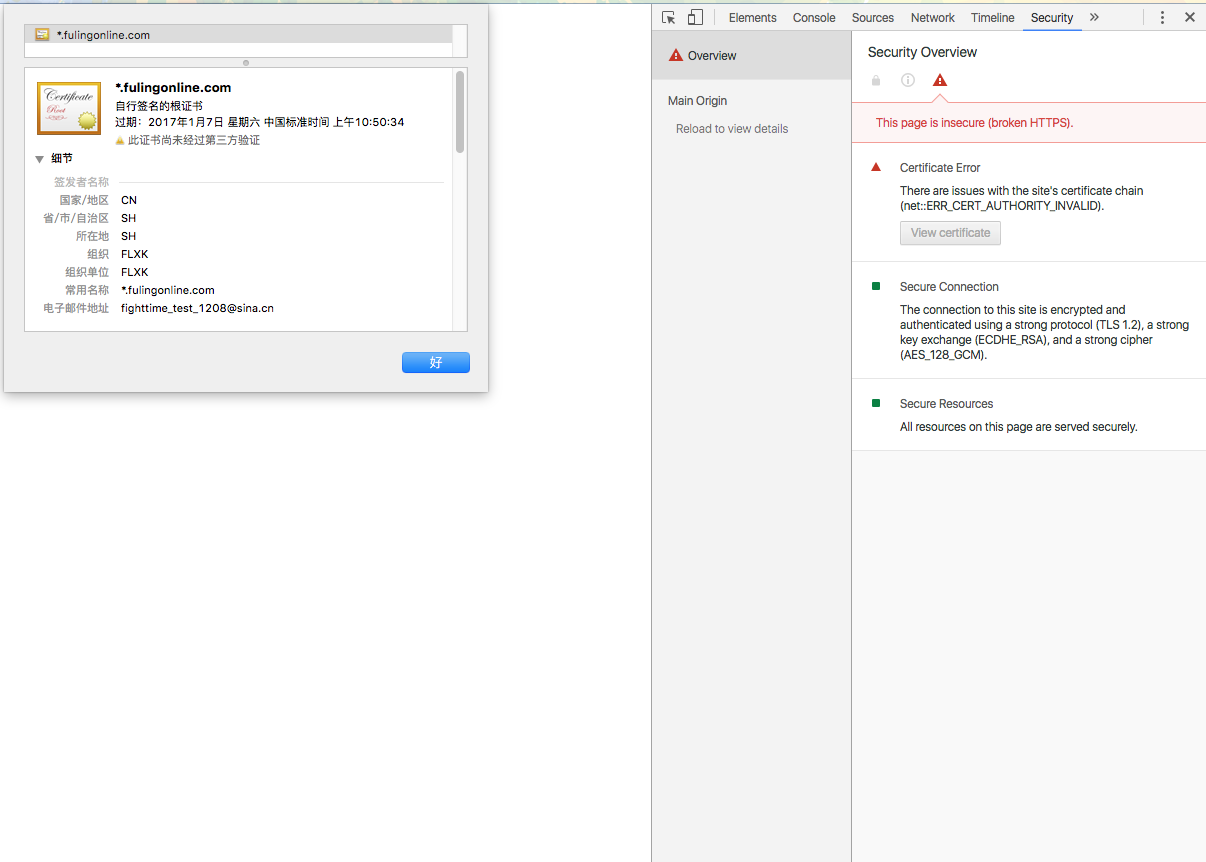 *.fulingonline.com
Certificate
Root
*.fulingonline.com
自行签名的根证书
过期：2017年1月7日 星期六 中国标准时间 上午10:50:34
此证书尚未经过第三方验证
细节
签发者名称
国家/地区 CN
省/市/自治区 SH
所在地 SH
组织 FLXK
组织单位 FLXK
常用名称 *.fulingonline.com
电子邮件地址 fighttime_test_1208@sina.cn
好
Elements Console Sources Network Timeline Security »
Overview
Main Origin
Reload to view details
Security Overview
This page is insecure (broken HTTPS).
Certificate Error
There are issues with the site's certificate chain
(net::ERR_CERT_AUTHORITY_INVALID).
View certificate
Secure Connection
The connection to this site is encrypted and
authenticated using a strong protocol (TLS 1.2), a strong
key exchange (ECDHE_RSA), and a strong cipher
(AES_128_GCM).
Secure Resources
All resources on this page are served securely.